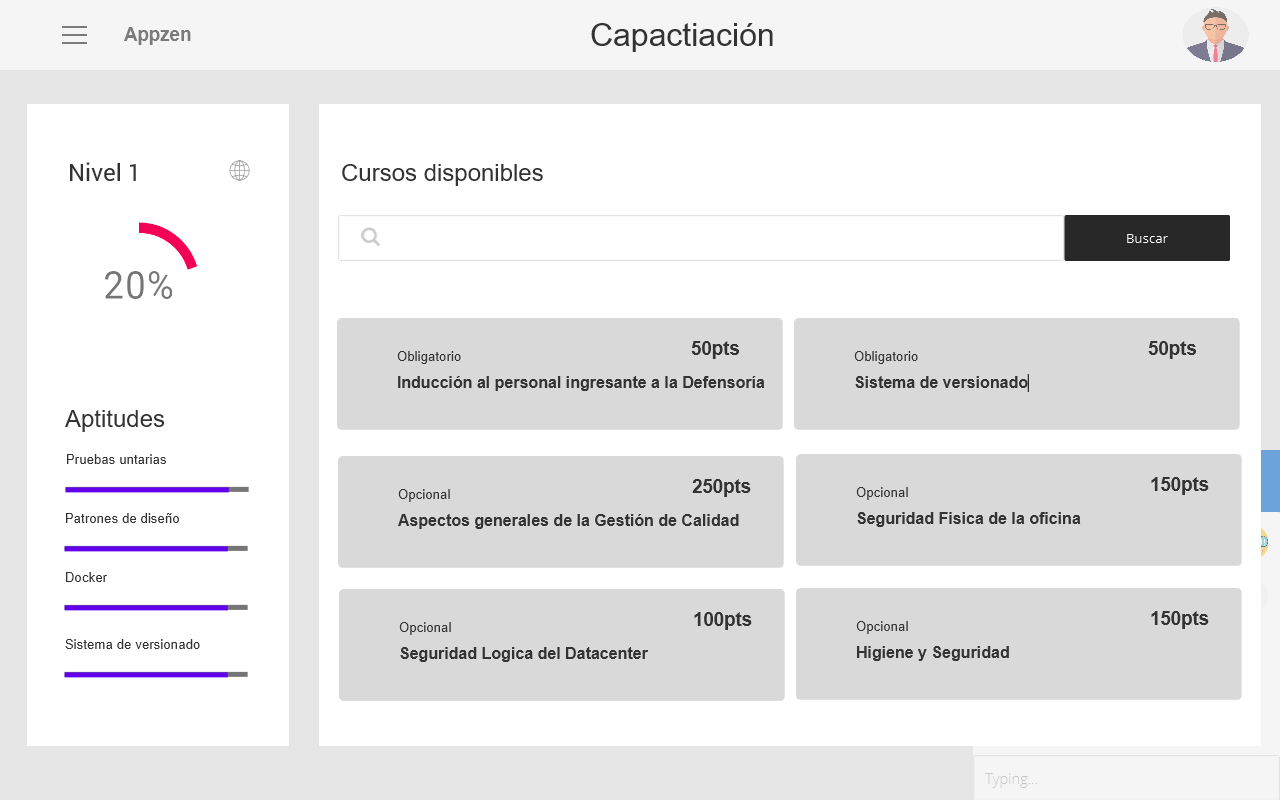 Appzen
Capactiación
Nivel 1
20%
Aptitudes
Pruebas untarias
Patrones de diseño
Docker
Sistema de versionado
Cursos disponibles
Buscar
50pts
Obligatorio
Inducción al personal ingresante a la Defensoría
50pts
Obligatorio
Sistema de versionado
250pts
Opcional
Aspectos generales de la Gestión de Calidad
150pts
Opcional
Seguridad Fisica de la oficina
100pts
Opcional
Seguridad Logica del Datacenter
150pts
Opcional
Higiene y Seguridad
Typing...